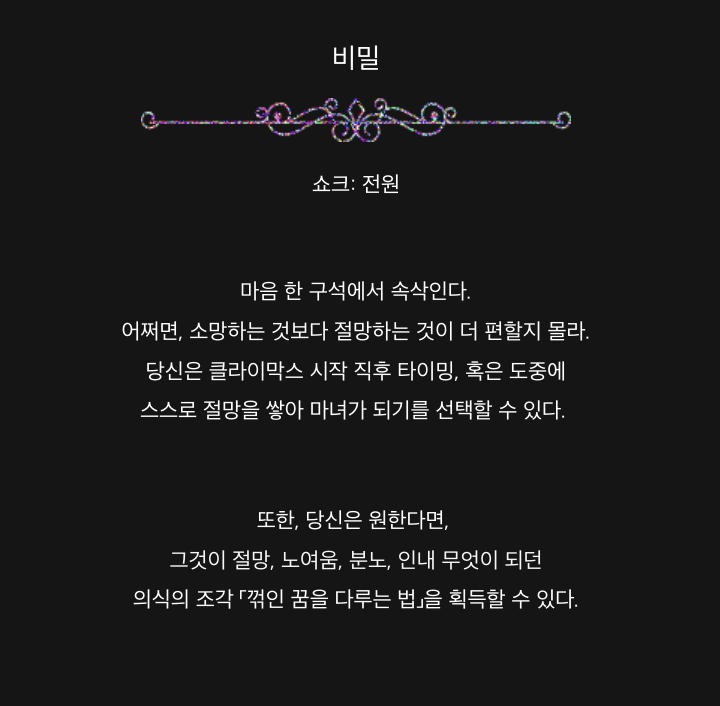 비밀
쇼크: 전원
마음 한 구석에서 속삭인다.
어쩌면, 소망하는 것보다 절망하는 것이 더 편할지 몰라.
당신은 클라이막스 시작 직후 타이밍, 혹은 도중에
스스로 절망을 쌓아 마녀가 되기를 선택할 수 있다.
또한, 당신은 원한다면,
그것이 절망, 노여움, 분노, 인내 무엇이 되던
의식의 조각 「꺾인 꿈을 다루는 법」을 획득할 수 있다.